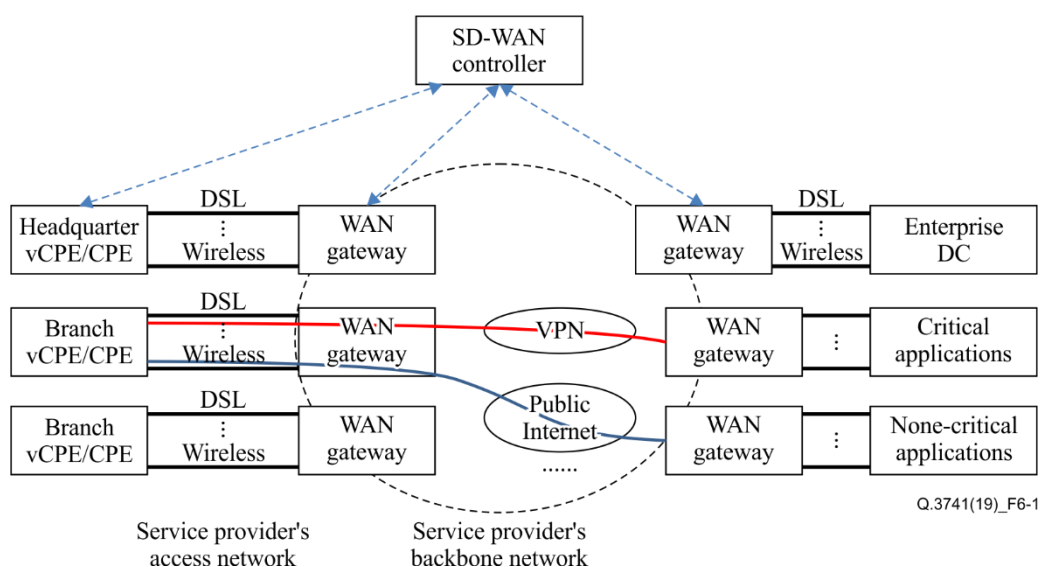 SD-WAN
controller
DSL
⋮
Wireless
Headquarter
vCPE/CPE
WAN
gateway
WAN
gateway
DSL
⋮
Wireless
Enterprise
DC
Branch
vCPE/CPE
DSL
⋮
Wireless
WAN
gateway
VPN
WAN
gateway
⋮
Critical
applications
Branch
vCPE/CPE
DSL
⋮
Wireless
WAN
gateway
Public
Internet
......
WAN
gateway
⋮
None-critical
applications
Q.3741(19)_F6-1
Service provider's
access network
Service provider's
backbone network